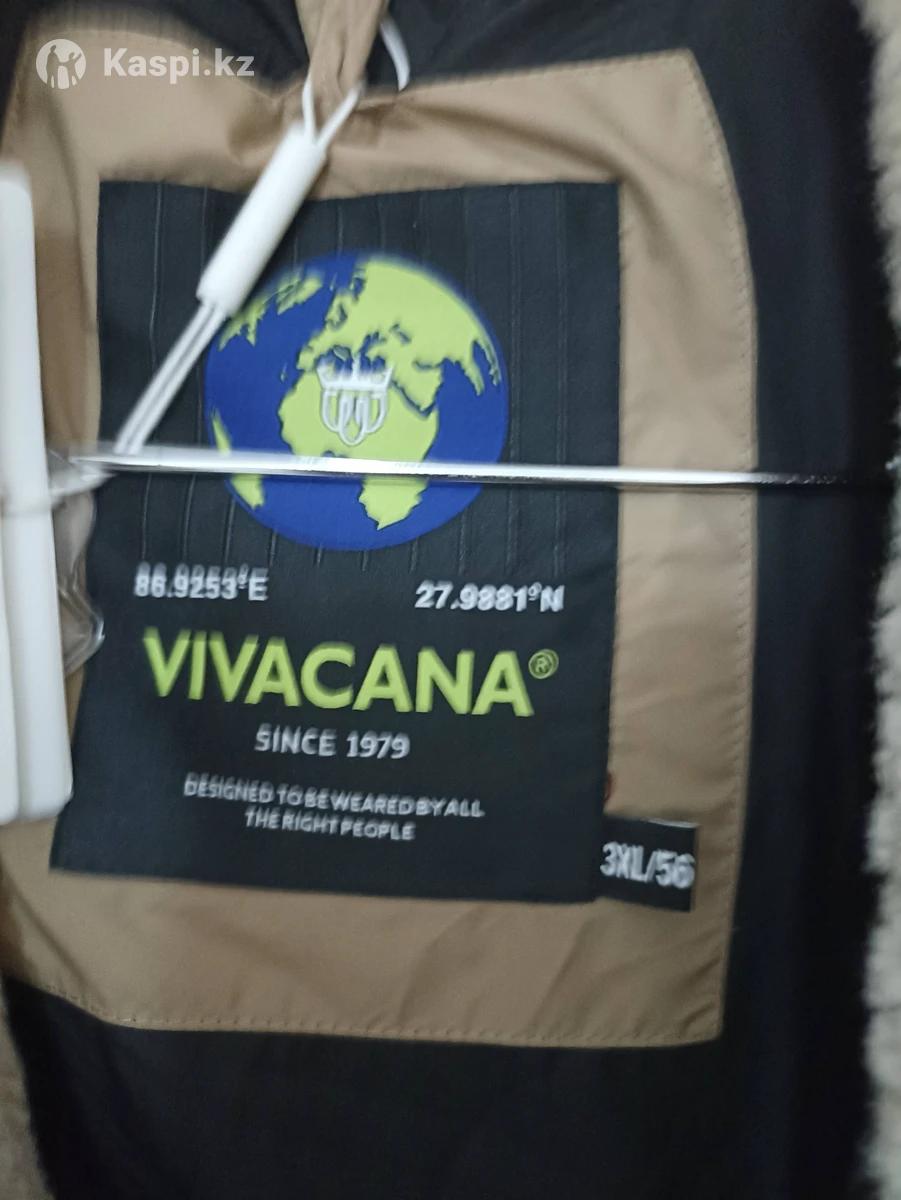 Kaspi.kz
86.9253°E 27.9881°N
VIVACANA®
SINCE 1979
DESIGNED TO BE WEARED BY ALL
THE RIGHT PEOPLE
3XL/56